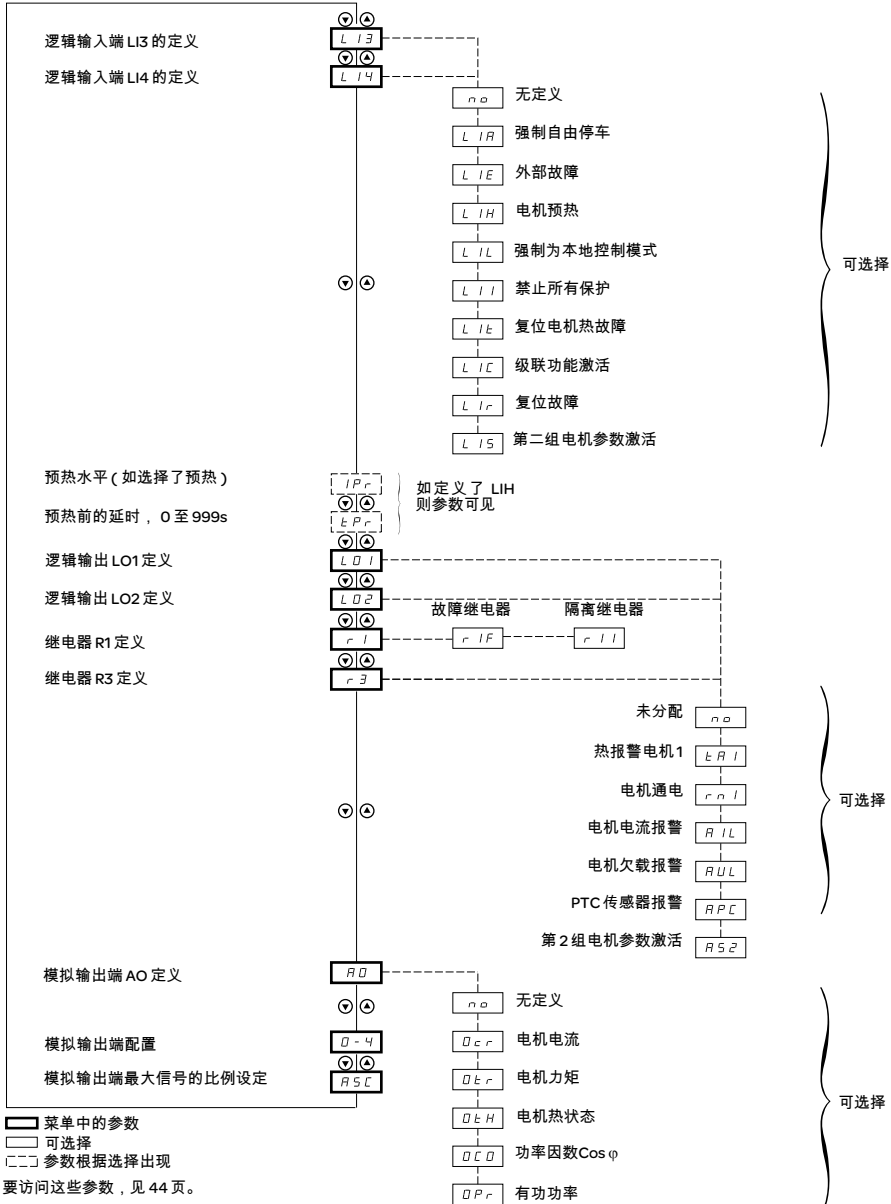 逻辑输入端 LI3 的定义 LI3
逻辑输入端 LI4 的定义 LI4
no 无定义
LIA 强制自由停车
LIE 外部故障
LIH 电机预热
LIL 强制为本地控制模式
LII 禁止所有保护
LIt 复位电机热故障
LIC 级联功能激活
LIr 复位故障
LIS 第二组电机参数激活
可选择
预热水平 ( 如选择了预热 ) IPr
如定义了 LIH
则参数可见
预热前的延时 , 0 至 999s tPr
逻辑输出 LO1 定义 LO1
逻辑输出 LO2 定义 LO2
故障继电器 隔离继电器
继电器 R1 定义 r1 r1F r1I
继电器 R3 定义 r3
未分配 no
热报警电机1 tA1
电机通电 rn1
电机电流报警 AIL
电机欠载报警 AUL
PTC 传感器报警 APC
第 2 组电机参数激活 AS2
可选择
模拟输出端 AO 定义 AO
no 无定义
Ocr 电机电流
Otr 电机力矩
OtH 电机热状态
OCO 功率因数Cos φ
OPr 有功功率
可选择
模拟输出端配置 0-4
模拟输出端最大信号的比例设定 ASC
菜单中的参数
可选择
参数根据选择出现
要访问这些参数 , 见 44 页。